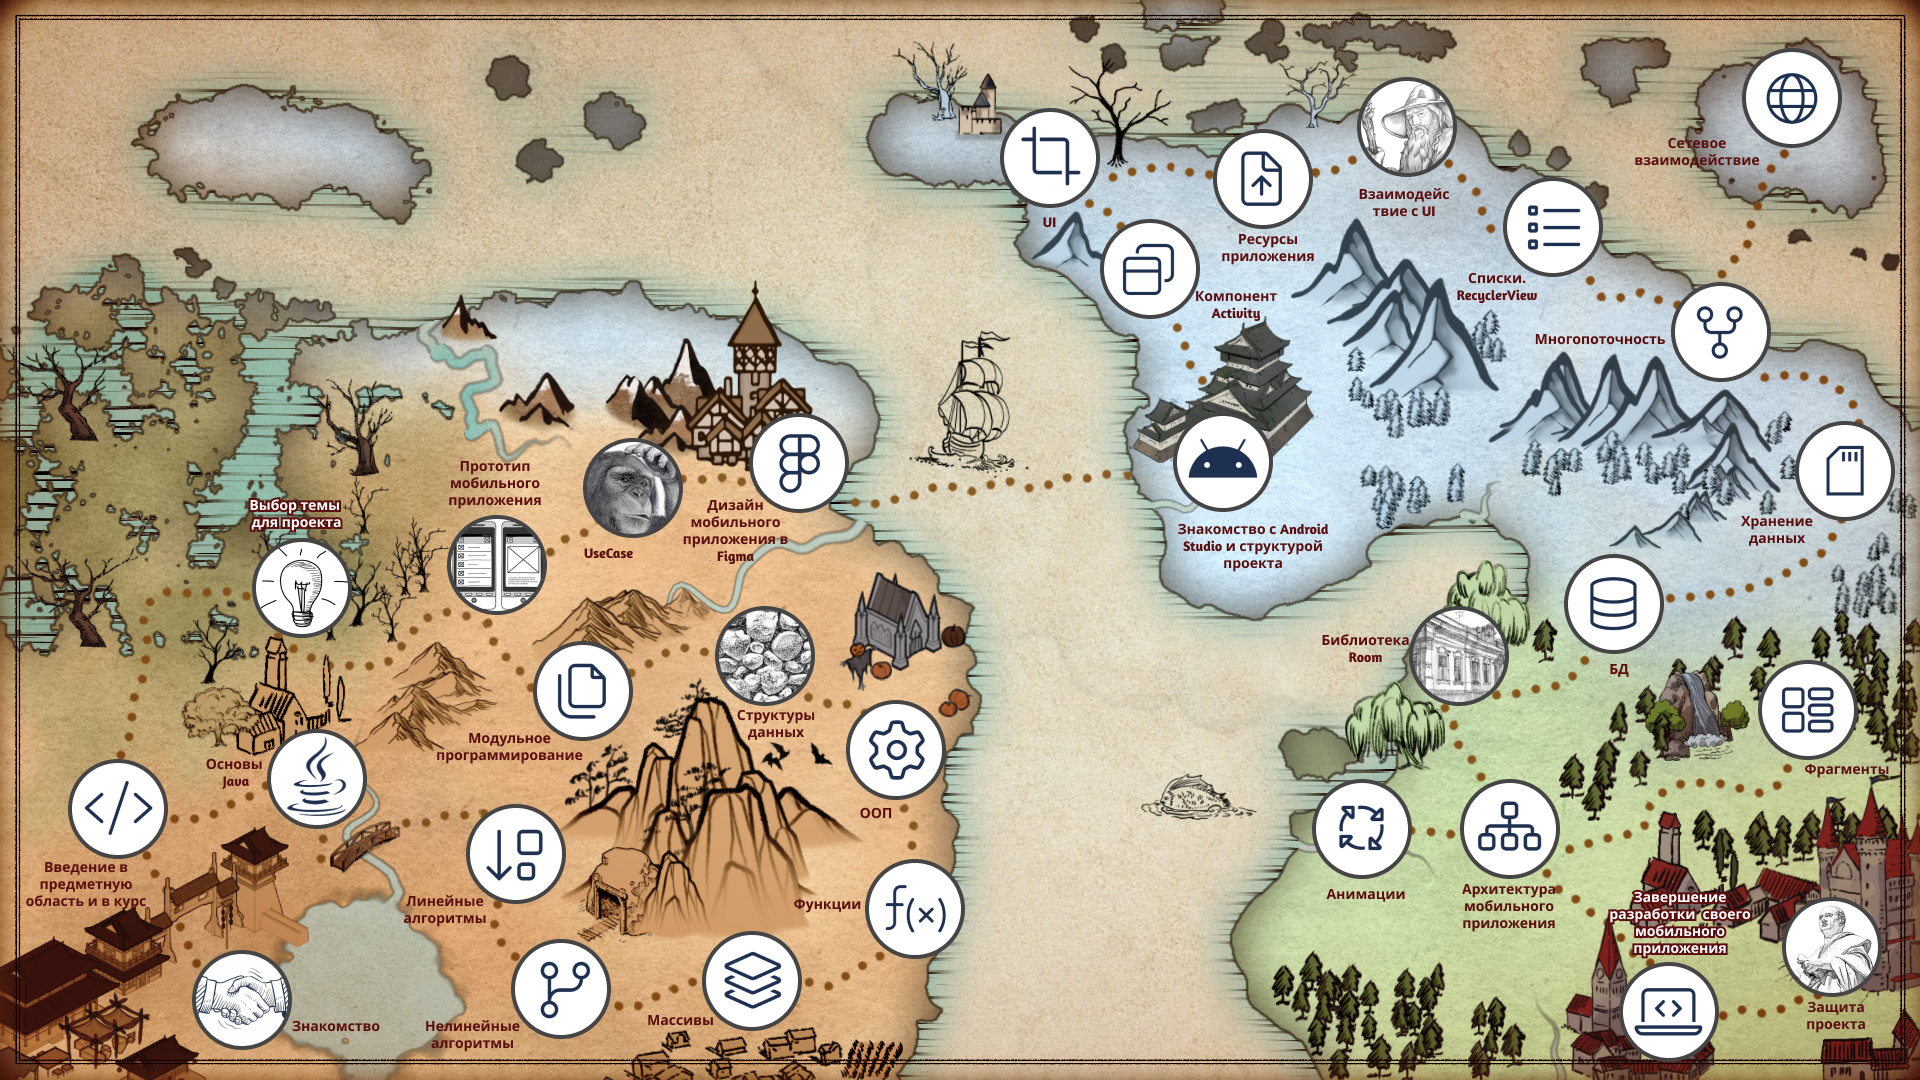 Сетевое
взаимодействие
Взаимодейс
твие с UI
UI
Ресурсы
приложения
Списки.
RecyclerView
Компонент
Activity
Многопоточность
Прототип
мобильного
приложения
Выбор темы
для проекта
Дизайн
мобильного
приложения в
Figma
UseCase
Знакомство с Android
Studio и структурой
проекта
Хранение
данных
Библиотека
Room
БД
Структуры
данных
Модульное
программирование
Основы
Java
ООП
Фрагменты
Введение в
предметную
область и в курс
Линейные
алгоритмы
Функции
f(x)
Анимации
Архитектура
мобильного
приложения
Завершение
разработки своего
мобильного
приложения
Знакомство
Нелинейные
алгоритмы
Массивы
Защита
проекта